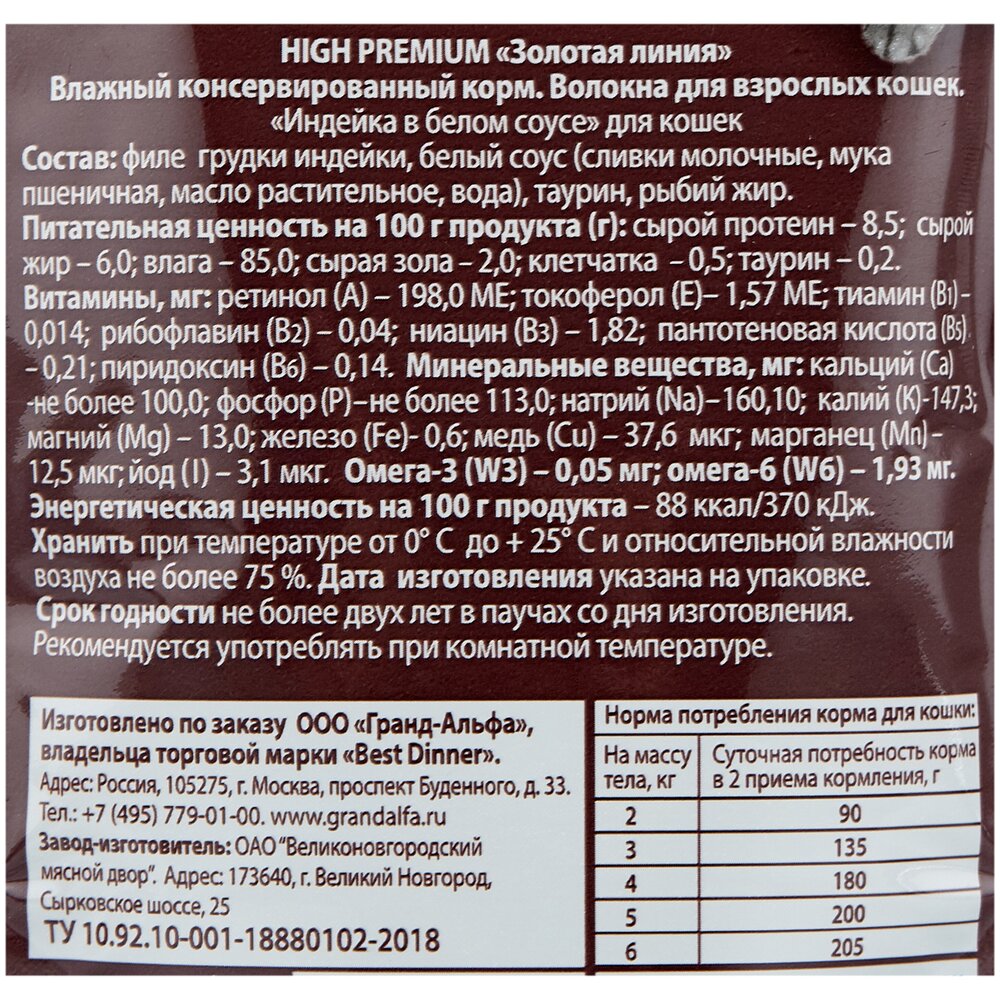 HIGH PREMIUM «Золотая линия»
Влажный консервированный корм. Волокна для взрослых кошек.
«Индейка в белом соусе» для кошек
Состав: филе грудки индейки, белый соус (сливки молочные, мука
пшеничная, масло растительное, вода), таурин, рыбий жир.
Питательная ценность на 100 г продукта (г): сырой протеин – 8,5; сырой
жир – 6,0; влага – 85,0; сырая зола – 2,0; клетчатка – 0,5; таурин – 0,2.
Витамины, мг: ретинол (А) – 198,0 МЕ; токоферол (Е)– 1,57 МЕ; тиамин (В1) –
0,014; рибофлавин (В2) – 0,04; ниацин (В3) – 1,82; пантотеновая кислота (В5)
– 0,21; пиридоксин (В6) – 0,14. Минеральные вещества, мг: кальций (Са)
-не более 100,0; фосфор (Р)–не более 113,0; натрий (Na)–160,10; калий (К)-147,3;
магний (Mg) – 13,0; железо (Fe)- 0,6; медь (Cu) – 37,6 мкг; марганец (Mn) –
12,5 мкг; йод ( I ) – 3,1 мкг. Омега-3 (W3) – 0,05 мг; омега-6 (W6) – 1,93 мг.
Энергетическая ценность на 100 г продукта – 88 ккал/370 кДж.
Хранить при температуре от 0° С до + 25° С и относительной влажности
воздуха не более 75 %. Дата изготовления указана на упаковке.
Срок годности не более двух лет в паучах со дня изготовления.
Рекомендуется употреблять при комнатной температуре.
Изготовлено по заказу ООО «Гранд-Альфа»,
владельца торговой марки «Best Dinner».
Адрес: Россия, 105275, г. Москва, проспект Буденного, д. 33.
Тел.: +7 (495) 779-01-00. www.grandalfa.ru
Завод-изготовитель: ОАО "Великоновгородский
мясной двор". Адрес: 173640, г. Великий Новгород,
Сырковское шоссе, 25
ТУ 10.92.10-001-18880102-2018
Норма потребления корма для кошки:
На массу тела, кг | Суточная потребность корма в 2 приема кормления, г
2 90
3 135
4 180
5 200
6 205